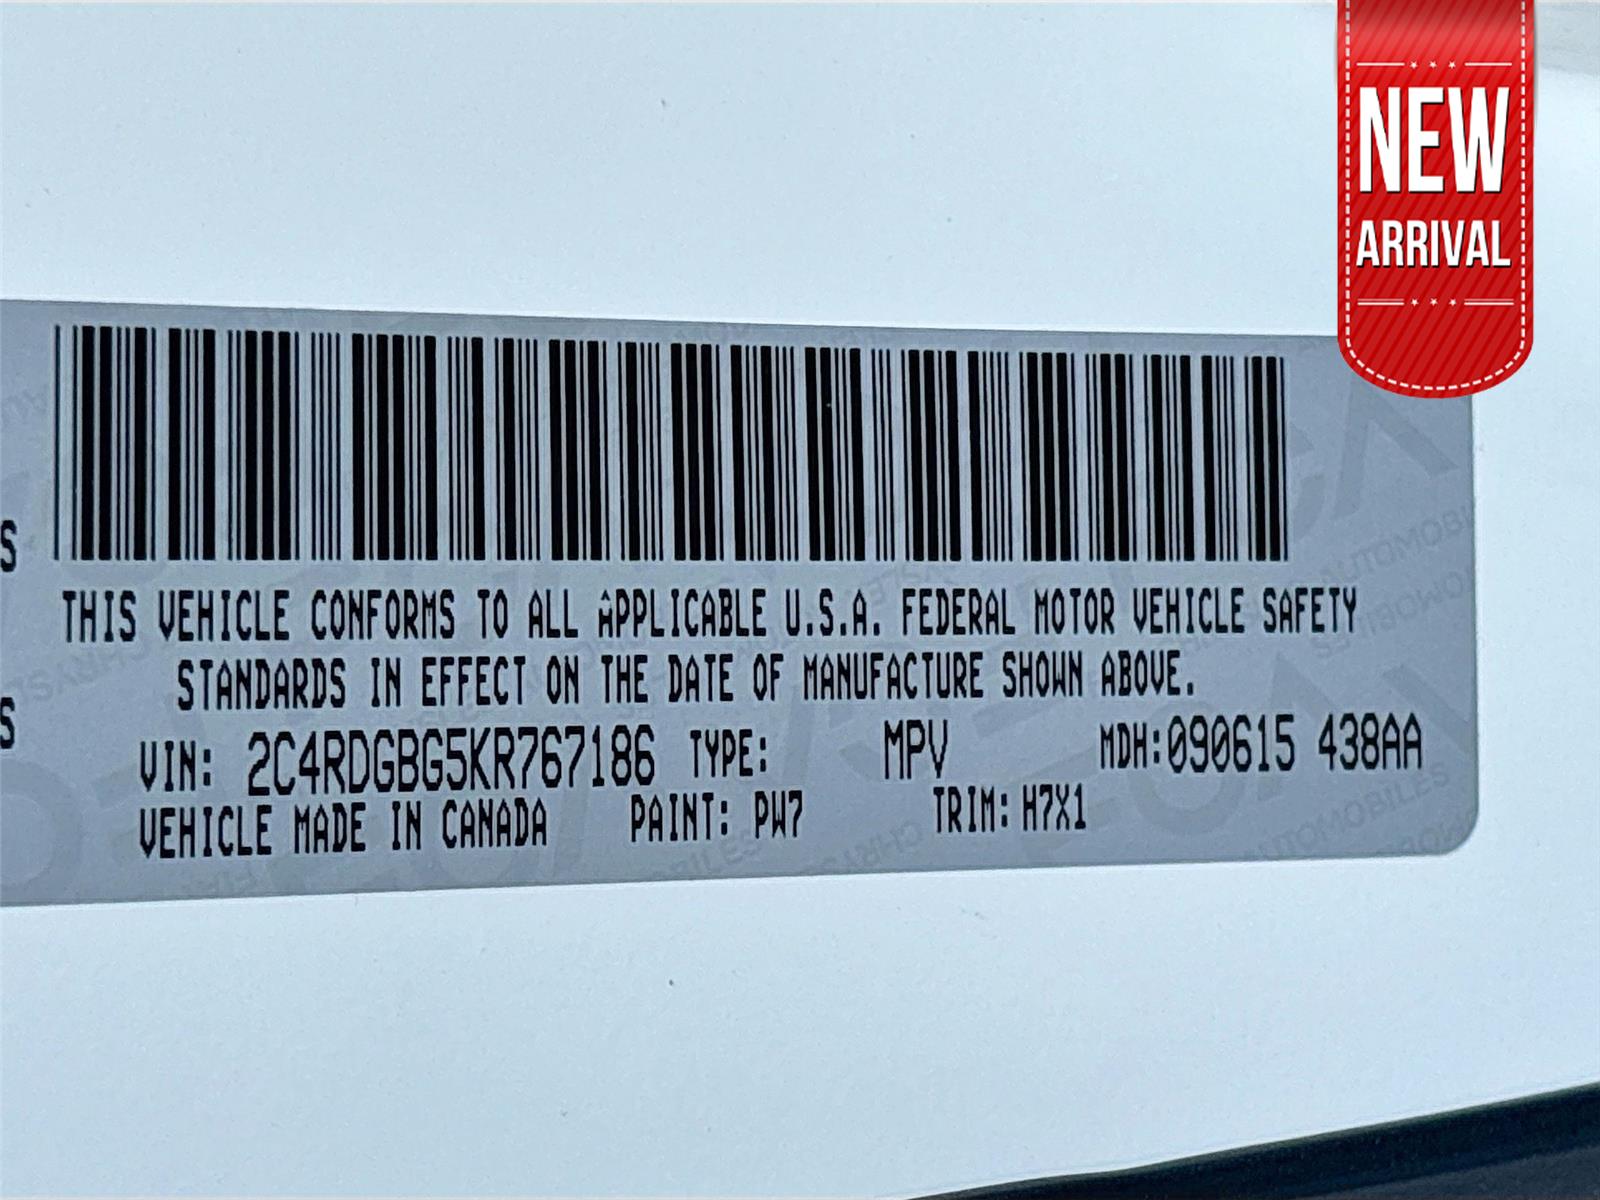 NEW
ARRIVAL
S
THIS VEHICLE CONFORMS TO ALL APPLICABLE U.S.A. FEDERAL MOTOR VEHICLE SAFETY
STANDARDS IN EFFECT ON THE DATE OF MANUFACTURE SHOWN ABOVE.
S
VIN: 2C4RDGBG5KR767186 TYPE: MPV MDH:090615 438AA
VEHICLE MADE IN CANADA PAINT: PW7 TRIM: H7X1